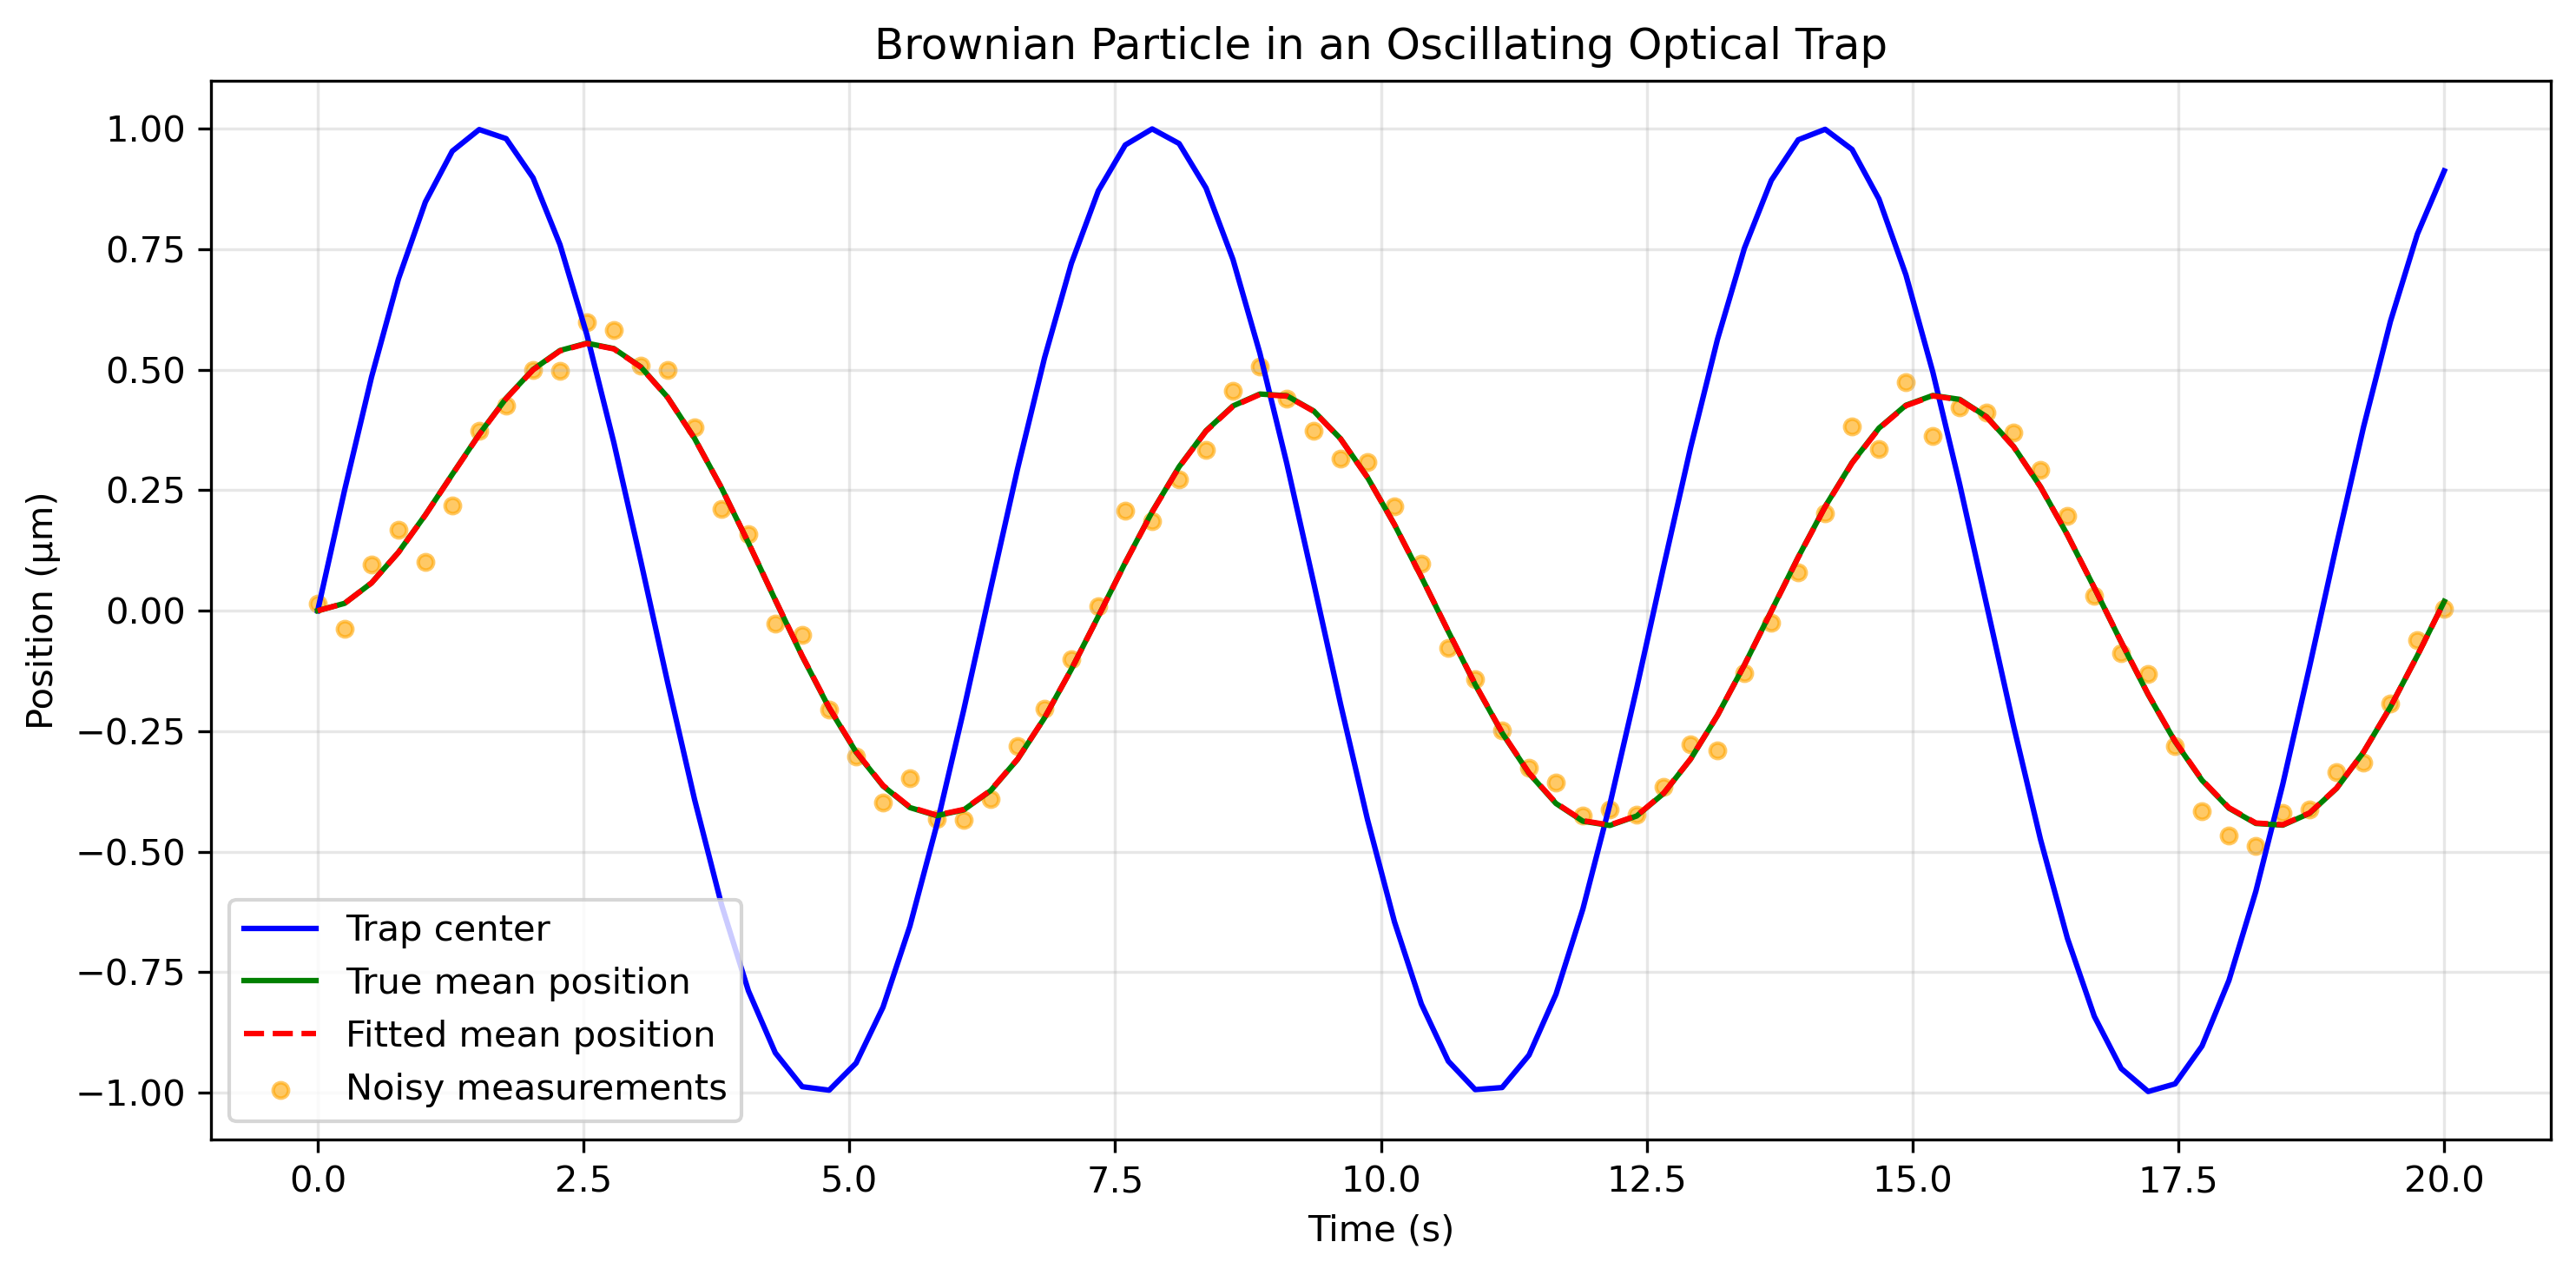 Brownian Particle in an Oscillating Optical Trap
1.00
0.75
0.50
0.25
0.00
−0.25
−0.50
−0.75
−1.00
Position (µm)
Trap center
True mean position
Fitted mean position
Noisy measurements
0.0 2.5 5.0 7.5 10.0 12.5 15.0 17.5 20.0
Time (s)